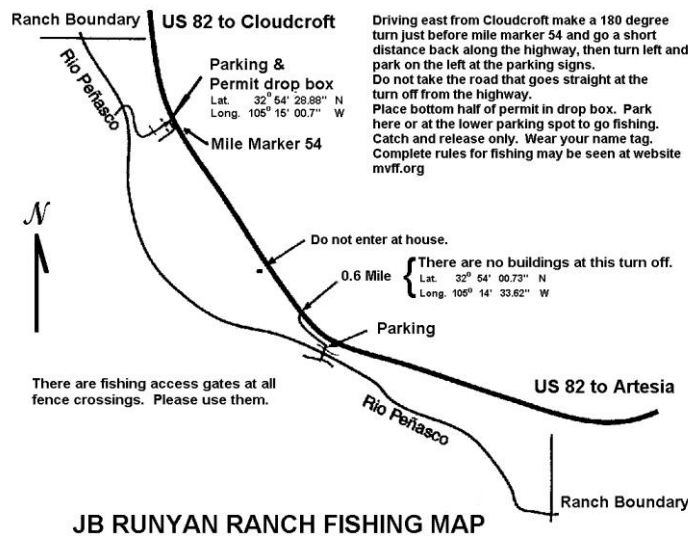 Ranch Boundary
US 82 to Cloudcroft
Driving east from Cloudcroft make a 180 degree
turn just before mile marker 54 and go a short
distance back along the highway, then turn left and
park on the left at the parking signs.
Do not take the road that goes straight at the
turn off from the highway.
Place bottom half of permit in drop box. Park
here or at the lower parking spot to go fishing.
Catch and release only. Wear your name tag.
Complete rules for fishing may be seen at website
mvff.org
Rio Peñasco
Parking &
Permit drop box
Lat. 32° 54' 28.88" N
Long. 105° 15' 00.7" W
Mile Marker 54
N
Do not enter at house.
0.6 Mile
There are no buildings at this turn off.
Lat. 32° 54' 00.73" N
Long. 105° 14' 33.62" W
Parking
There are fishing access gates at all
fence crossings. Please use them.
US 82 to Artesia
Rio Peñasco
Ranch Boundary
JB RUNYAN RANCH FISHING MAP